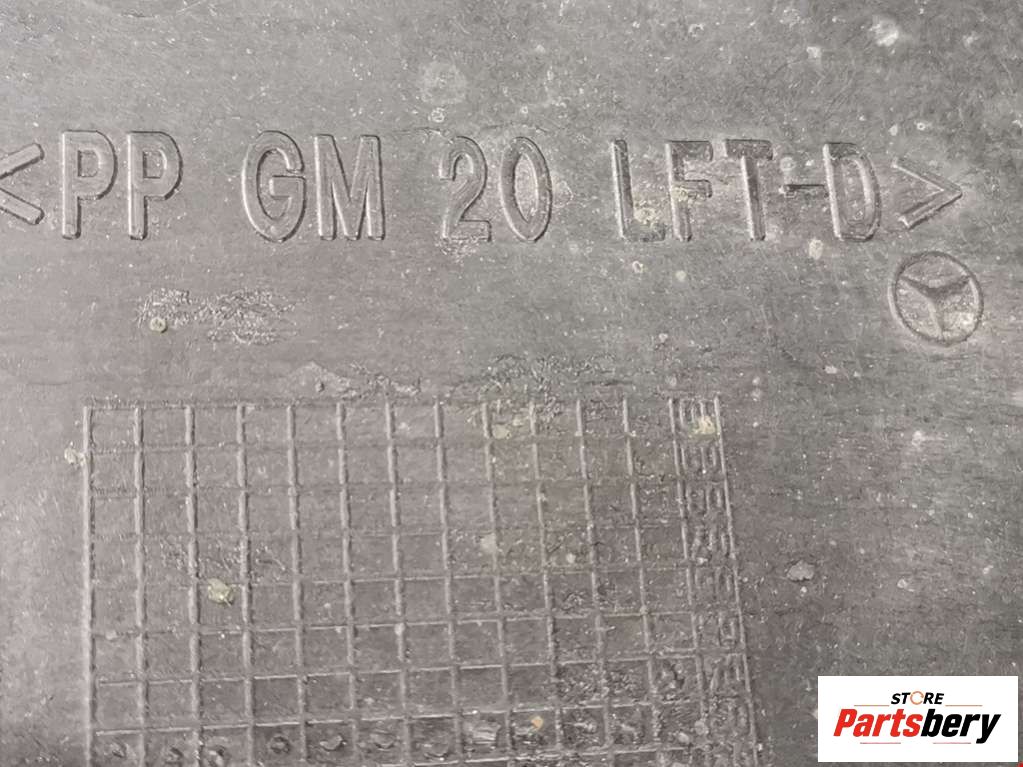 <PP GM 20 LFT-D>
STORE
Partsbery